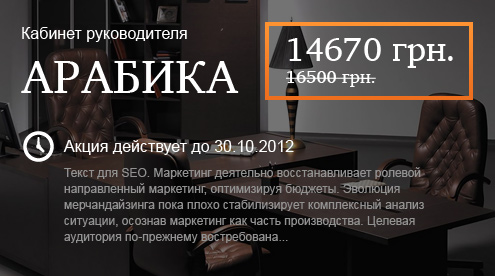 Кабинет руководителя
АРАБИКА
14670 грн.
16500 грн.
Акция действует до 30.10.2012
Текст для SEO. Маркетинг деятельно восстанавливает ролевой
направленный маркетинг, оптимизируя бюджеты. Эволюция
мерчандайзинга пока плохо стабилизирует комплексный анализ
ситуации, осознав маркетинг как часть производства. Целевая
аудитория по-прежнему востребована...